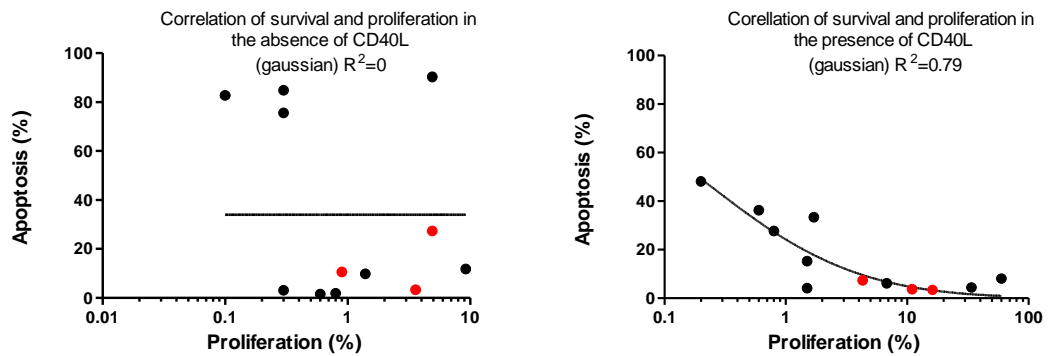 Correlation of survival and proliferation in
the absence of CD40L
(gaussian) R²=0
100
80
60
40
20
0
0.01
0.1
1
10
Apoptosis (%)
Proliferation (%)
Corellation of survival and proliferation in
the presence of CD40L
(gaussian) R²=0.79
100
80
60
40
20
0
0.1
1
10
100
Apoptosis (%)
Proliferation (%)